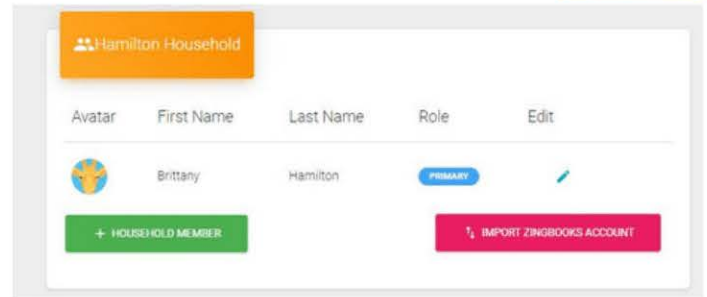 Hamilton Household
Avatar First Name Last Name Role Edit
Brittany Hamilton PRIMARY
+ HOUSEHOLD MEMBER IMPORT ZINGBOOKS ACCOUNT